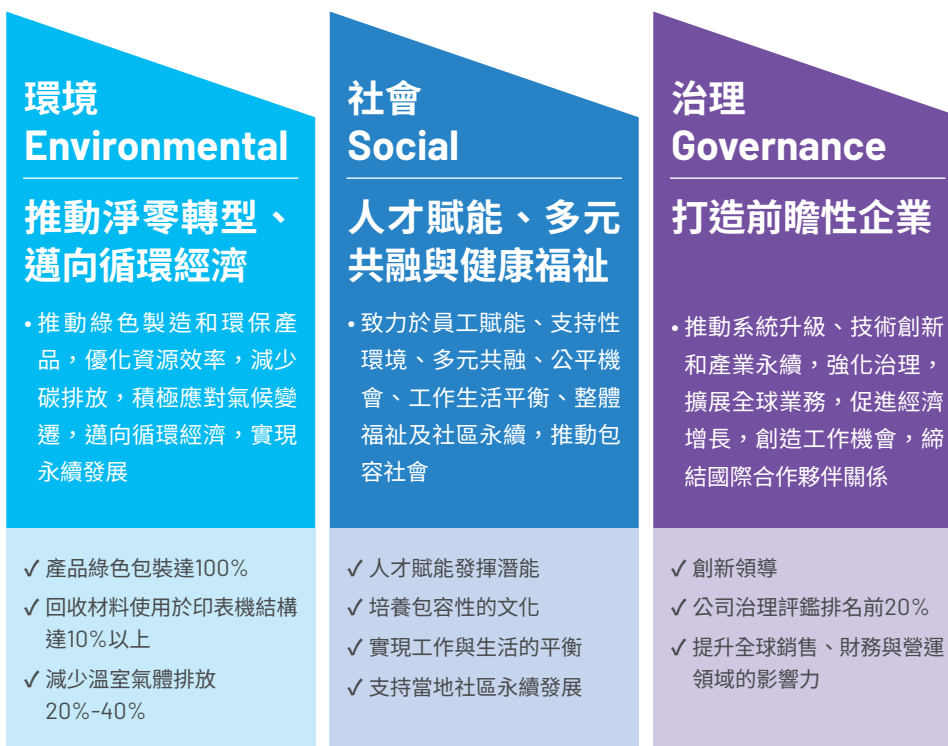 環境
Environmental
推動淨零轉型、
邁向循環經濟
•推動綠色製造和環保產
品，優化資源效率，減少
碳排放，積極應對氣候變
遷，邁向循環經濟，實現
永續發展
✓ 產品綠色包裝達100%
✓ 回收材料使用於印表機結構
達10%以上
✓ 減少溫室氣體排放
20%-40%
社會
Social
人才賦能、多元
共融與健康福祉
•致力於員工賦能、支持性
環境、多元共融、公平機
會、工作生活平衡、整體
福祉及社區永續，推動包
容社會
✓ 人才賦能發揮潛能
✓ 培養包容性的文化
✓ 實現工作與生活的平衡
✓ 支持當地社區永續發展
治理
Governance
打造前瞻性企業
•推動系統升級、技術創新
和產業永續，強化治理，
擴展全球業務，促進經濟
增長，創造工作機會，締
結國際合作夥伴關係
✓ 創新領導
✓ 公司治理評鑑排名前20%
✓ 提升全球銷售、財務與營運
領域的影響力